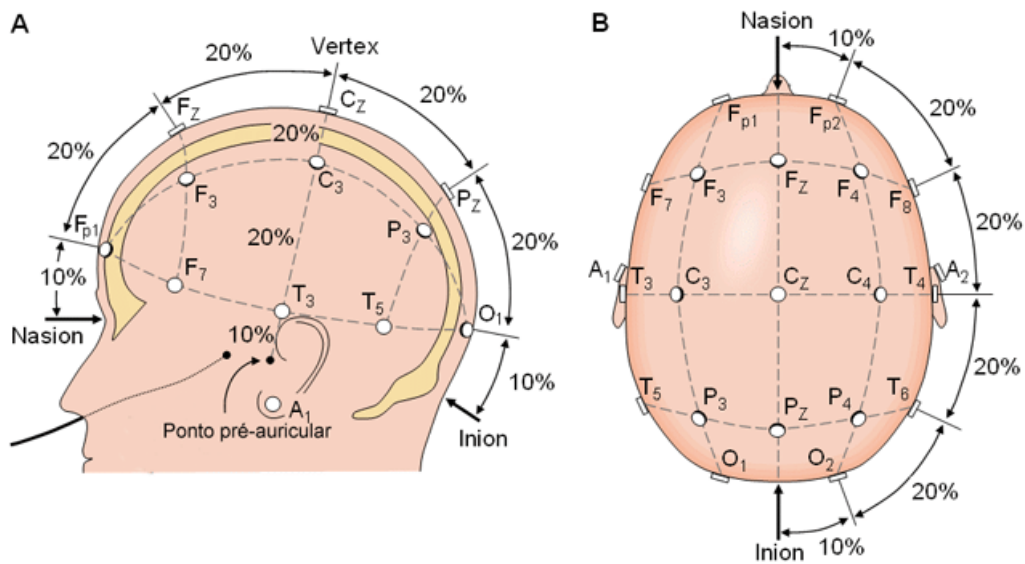 A
Vertex
20%
20%
FZ
CZ
20%
20%
F3
C3
PZ
Fp1
P3
20%
20%
10%
F7
T3
T5
O1
Nasion
10%
10%
A1
Ponto pré-auricular
Inion
B
Nasion
10%
Fp1
Fp2
20%
F7
F3
FZ
F4
F8
20%
A1
T3
C3
CZ
C4
T4
A2
20%
T5
P3
PZ
P4
T6
O1
O2
20%
Inion
10%